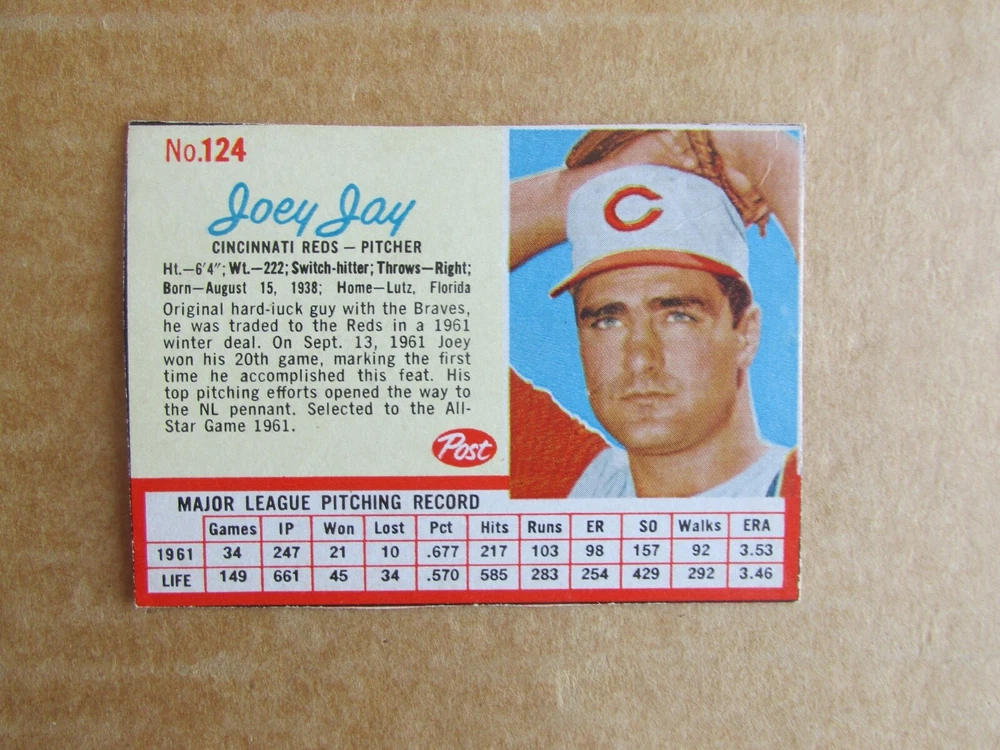 No.124
Joey Jay
CINCINNATI REDS — PITCHER
Ht.—6'4"; Wt.—222; Switch-hitter; Throws—Right;
Born—August 15, 1938; Home—Lutz, Florida
Original hard-iuck guy with the Braves,
he was traded to the Reds in a 1961
winter deal. On Sept. 13, 1961 Joey
won his 20th game, marking the first
time he accomplished this feat. His
top pitching efforts opened the way to
the NL pennant. Selected to the All-
Star Game 1961.
Post
C
MAJOR LEAGUE PITCHING RECORD
Games IP Won Lost Pct Hits Runs ER SO Walks ERA
1961 34 247 21 10 .677 217 103 98 157 92 3.53
LIFE 149 661 45 34 .570 585 283 254 429 292 3.46